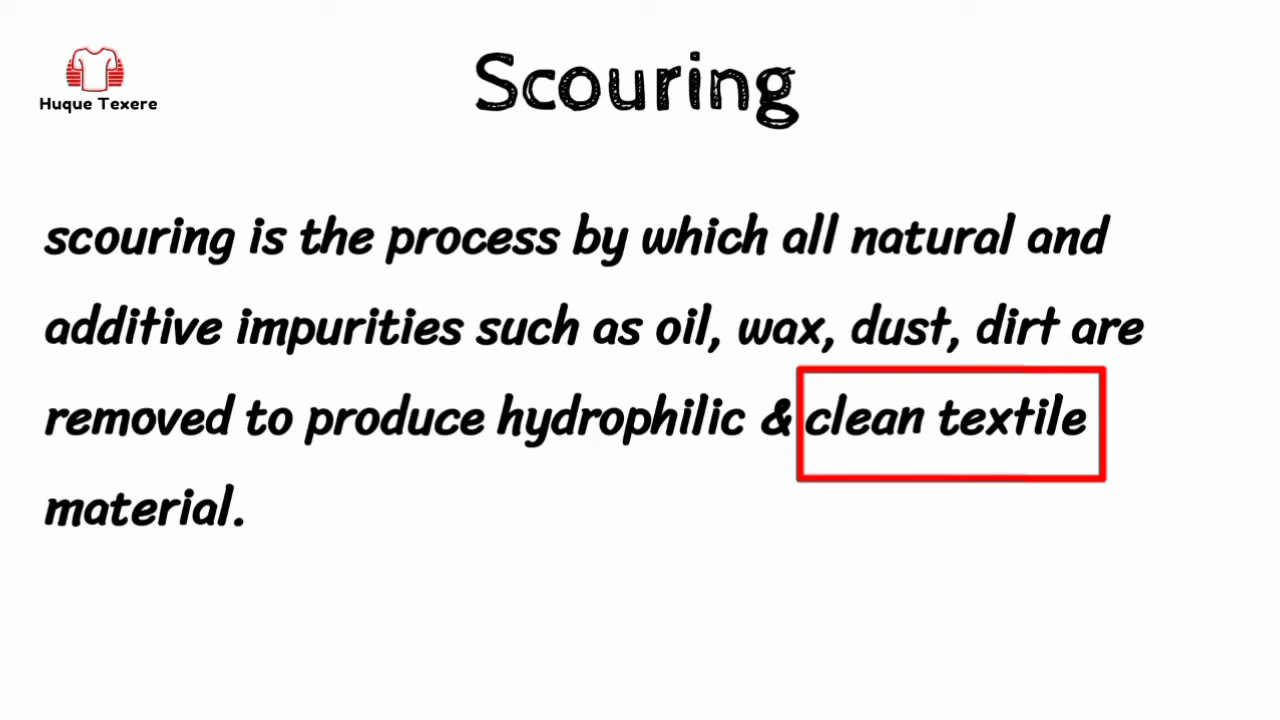 Huque Texere
Scouring
scouring is the process by which all natural and
additive impurities such as oil, wax, dust, dirt are
removed to produce hydrophilic & clean textile
material.